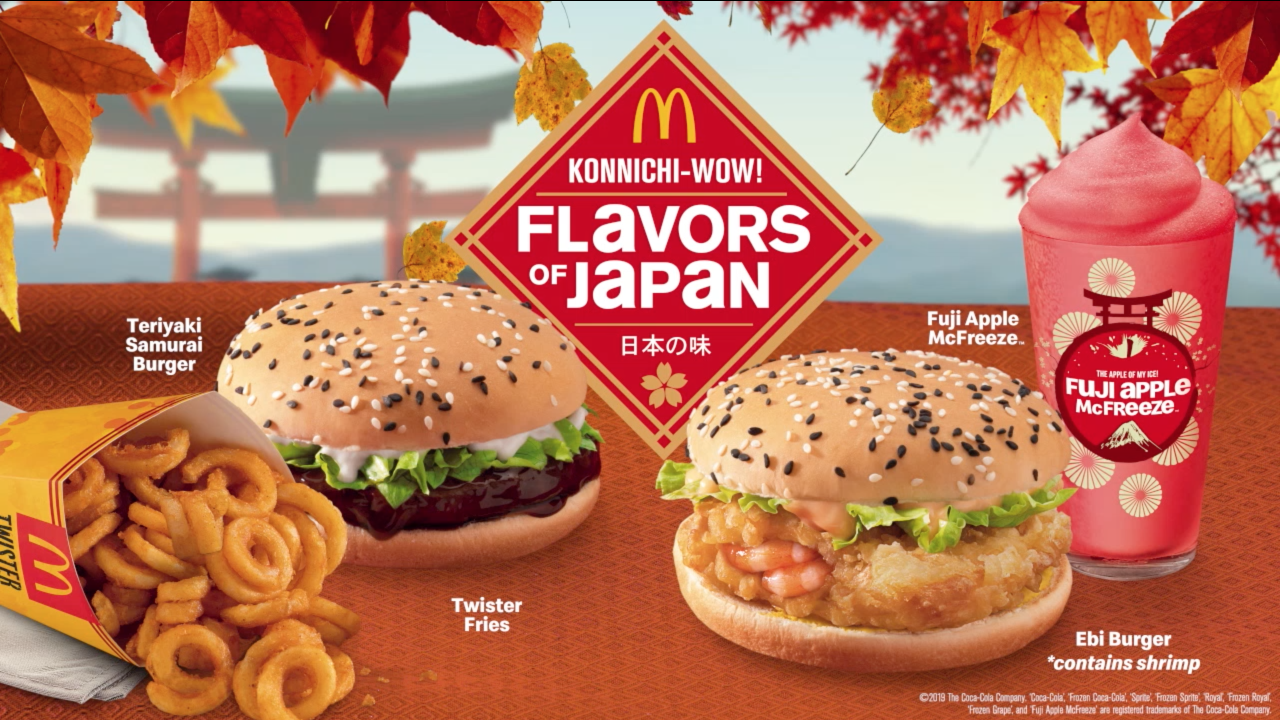 KONNICHI-WOW!
FLaVORS
OF JaPaN
日本の味
Teriyaki
Samurai
Burger
Fuji Apple
McFreeze™
THE APPLE OF MY ICE!
FUJI aPPLe
McFReeZe™
TWISTER
Twister
Fries
Ebi Burger
*contains shrimp
©2019 The Coca-Cola Company. 'Coca-Cola', 'Frozen Coca-Cola', 'Sprite', 'Frozen Sprite', 'Royal', 'Frozen Royal',
'Frozen Grape', and 'Fuji Apple McFreeze' are registered trademarks of The Coca-Cola Company.